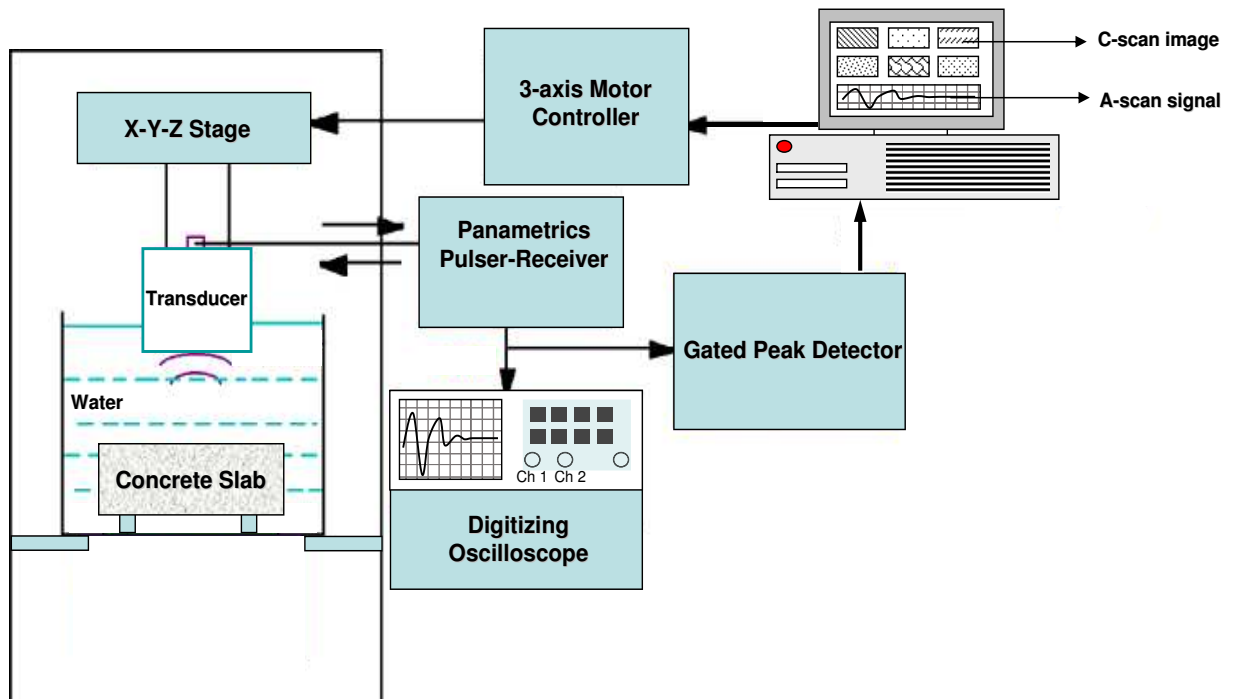 3-axis Motor
Controller
C-scan image
A-scan signal
X-Y-Z Stage
Panametrics
Pulser-Receiver
Transducer
Gated Peak Detector
Water
Concrete Slab
Ch 1 Ch 2
Digitizing
Oscilloscope